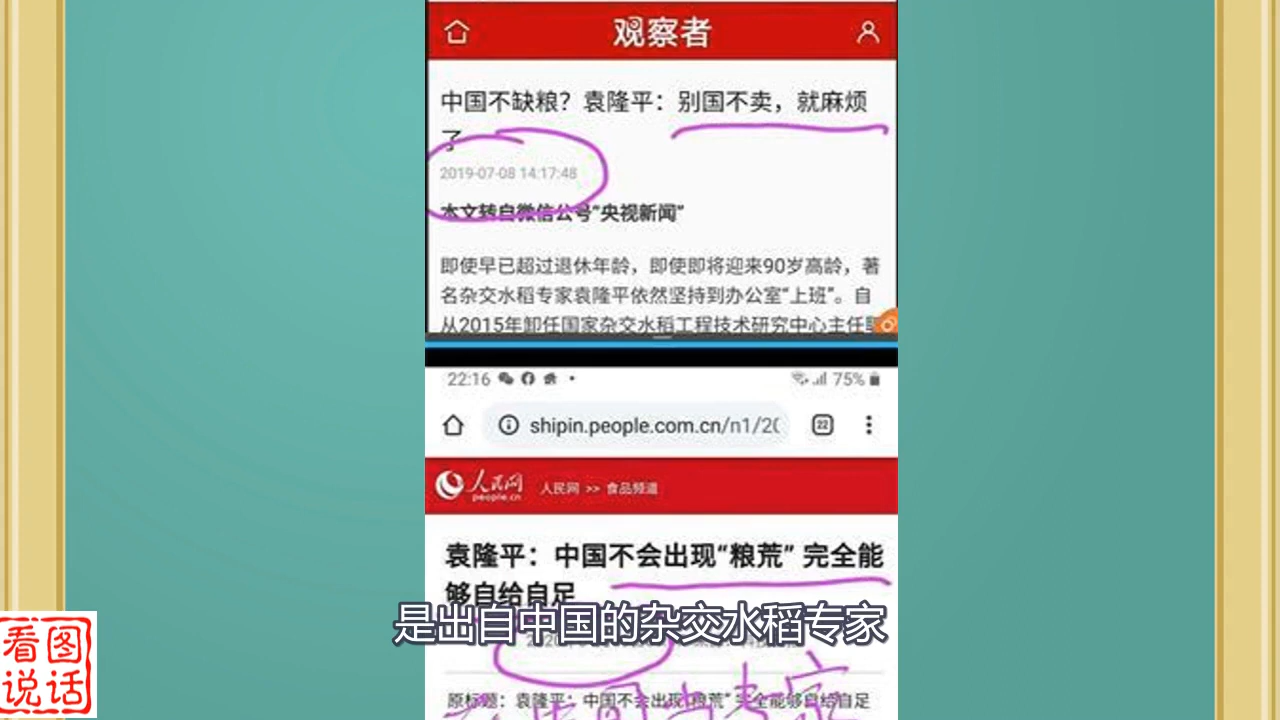 观察者
中国不缺粮？袁隆平：别国不卖，就麻烦
了
2019-07-08 14:17:48
本文转自微信公号“央视新闻”
即使早已超过退休年龄，即使即将迎来90岁高龄，著
名杂交水稻专家袁隆平依然坚持到办公室“上班”。自
从2015年卸任国家杂交水稻工程技术研究中心主任
22:16
75%
shipin.people.com.cn/n1/20
22
人民网
people.cn
人民网 >> 食品频道
袁隆平：中国不会出现“粮荒” 完全能
够自给自足
是出自中国的杂交水稻专家
原标题：袁隆平：中国不会出现“粮荒” 完全能够自给自足
看图
说话